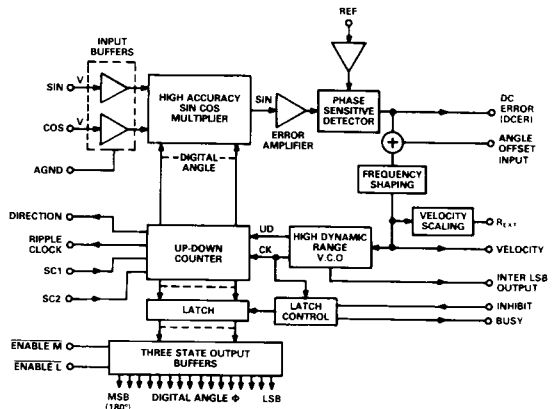 REF
INPUT
BUFFERS
SIN
V
COS
V
AGND
HIGH ACCURACY
SIN COS
MULTIPLIER
SIN
ERROR
AMPLIFIER
PHASE
SENSITIVE
DETECTOR
DC
ERROR
(DCER)
+
ANGLE
OFFSET
INPUT
DIGITAL
ANGLE
FREQUENCY
SHAPING
VELOCITY
SCALING
REXT
DIRECTION
RIPPLE
CLOCK
SC1
SC2
UP-DOWN
COUNTER
UD
CK
HIGH DYNAMIC
RANGE
V.C.O
VELOCITY
INTER LSB
OUTPUT
LATCH
LATCH
CONTROL
INHIBIT
BUSY
ENABLE M
ENABLE L
THREE STATE OUTPUT
BUFFERS
MSB
(180°)
DIGITAL ANGLE Φ
LSB